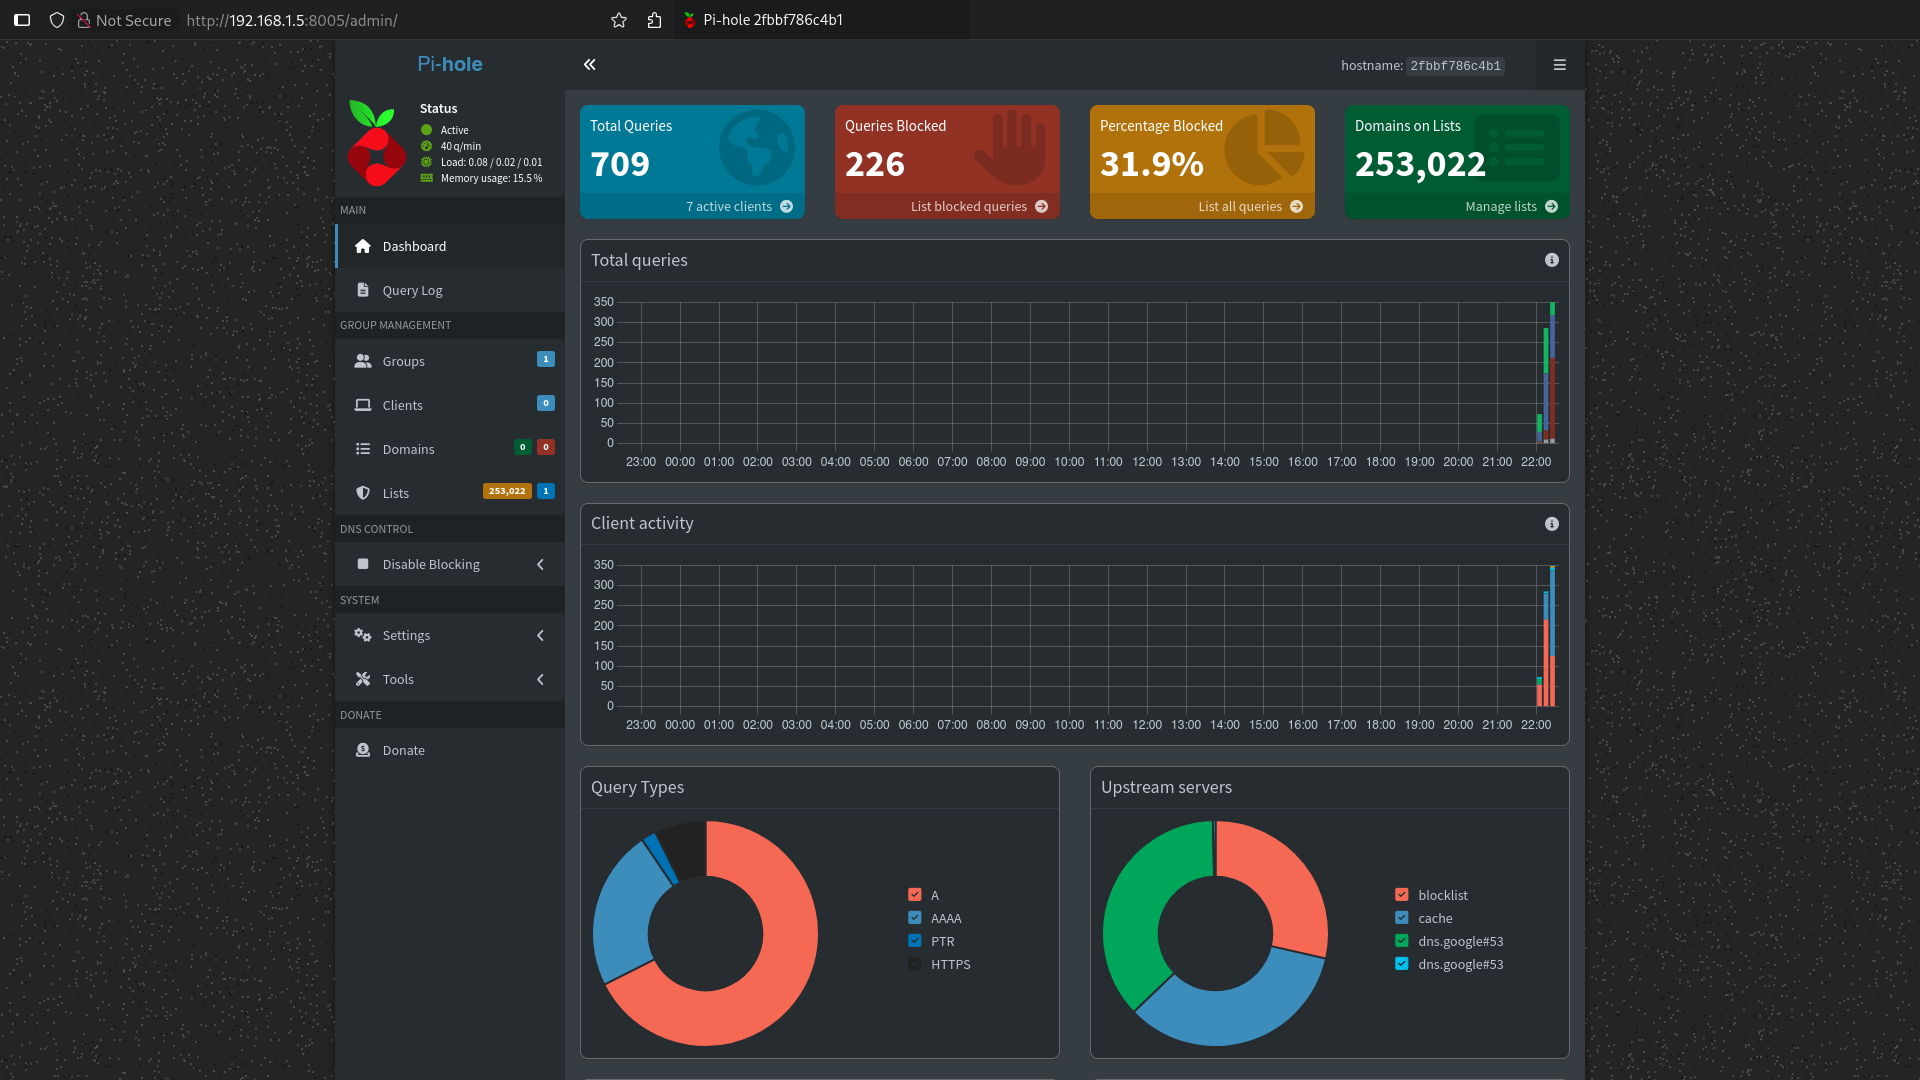 Not Secure http://192.168.1.5:8005/admin/ Pi-hole 2fbbf786c4b1
Pi-hole
hostname: 2fbbf786c4b1
Status
Active
40 q/min
Load: 0.08 / 0.02 / 0.01
Memory usage: 15.5 %
MAIN
Dashboard
Query Log
GROUP MANAGEMENT
Groups 1
Clients 0
Domains 0 0
Lists 253,022 1
DNS CONTROL
Disable Blocking
SYSTEM
Settings
Tools
DONATE
Donate
Total Queries
709
7 active clients
Queries Blocked
226
List blocked queries
Percentage Blocked
31.9%
List all queries
Domains on Lists
253,022
Manage lists
Total queries
350
300
250
200
150
100
50
0
23:00 00:00 01:00 02:00 03:00 04:00 05:00 06:00 07:00 08:00 09:00 10:00 11:00 12:00 13:00 14:00 15:00 16:00 17:00 18:00 19:00 20:00 21:00 22:00
Client activity
350
300
250
200
150
100
50
0
23:00 00:00 01:00 02:00 03:00 04:00 05:00 06:00 07:00 08:00 09:00 10:00 11:00 12:00 13:00 14:00 15:00 16:00 17:00 18:00 19:00 20:00 21:00 22:00
Query Types
A
AAAA
PTR
HTTPS
Upstream servers
blocklist
cache
dns.google#53
dns.google#53